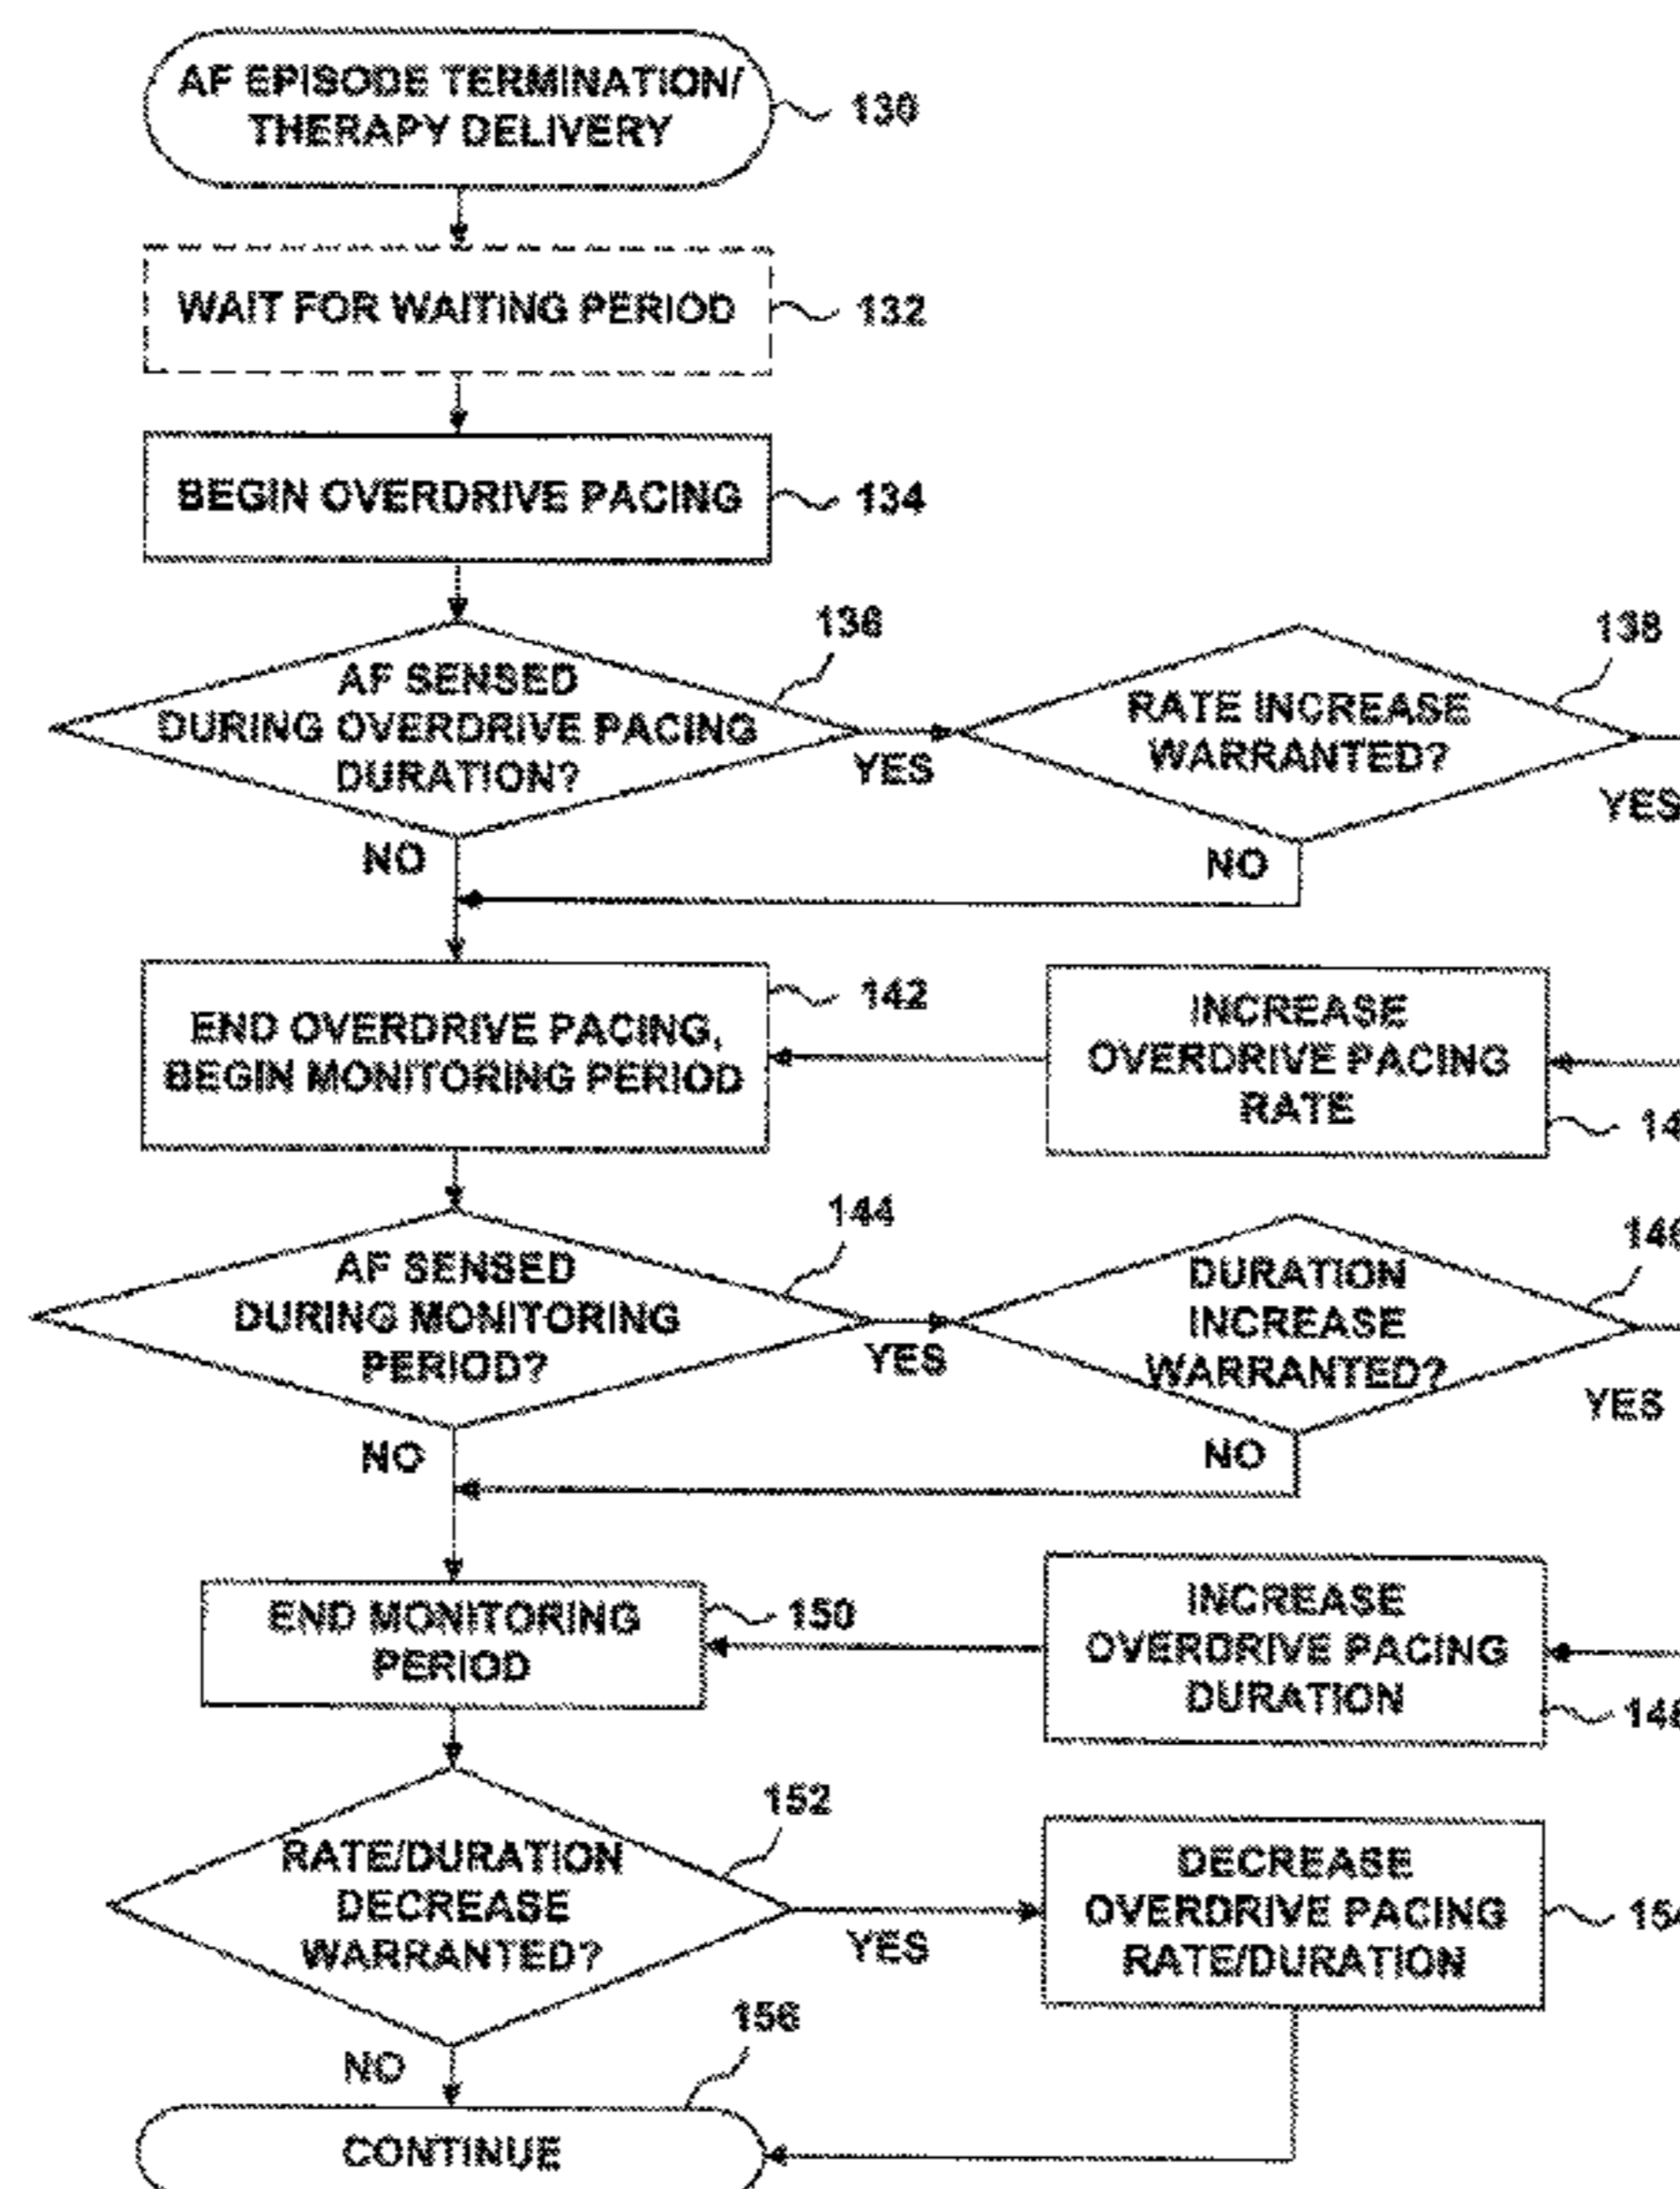 AF EPISODE TERMINATION/
THERAPY DELIVERY
130
WAIT FOR WAITING PERIOD
132
BEGIN OVERDRIVE PACING
134
136
AF SENSED
DURING OVERDRIVE PACING
DURATION?
YES
NO
138
RATE INCREASE
WARRANTED?
YES
NO
142
END OVERDRIVE PACING,
BEGIN MONITORING PERIOD
INCREASE
OVERDRIVE PACING
RATE
144
AF SENSED
DURING MONITORING
PERIOD?
YES
NO
146
DURATION
INCREASE
WARRANTED?
YES
NO
150
END MONITORING
PERIOD
INCREASE
OVERDRIVE PACING
DURATION
148
152
RATE/DURATION
DECREASE
WARRANTED?
YES
NO
DECREASE
OVERDRIVE PACING
RATE/DURATION
154
156
CONTINUE